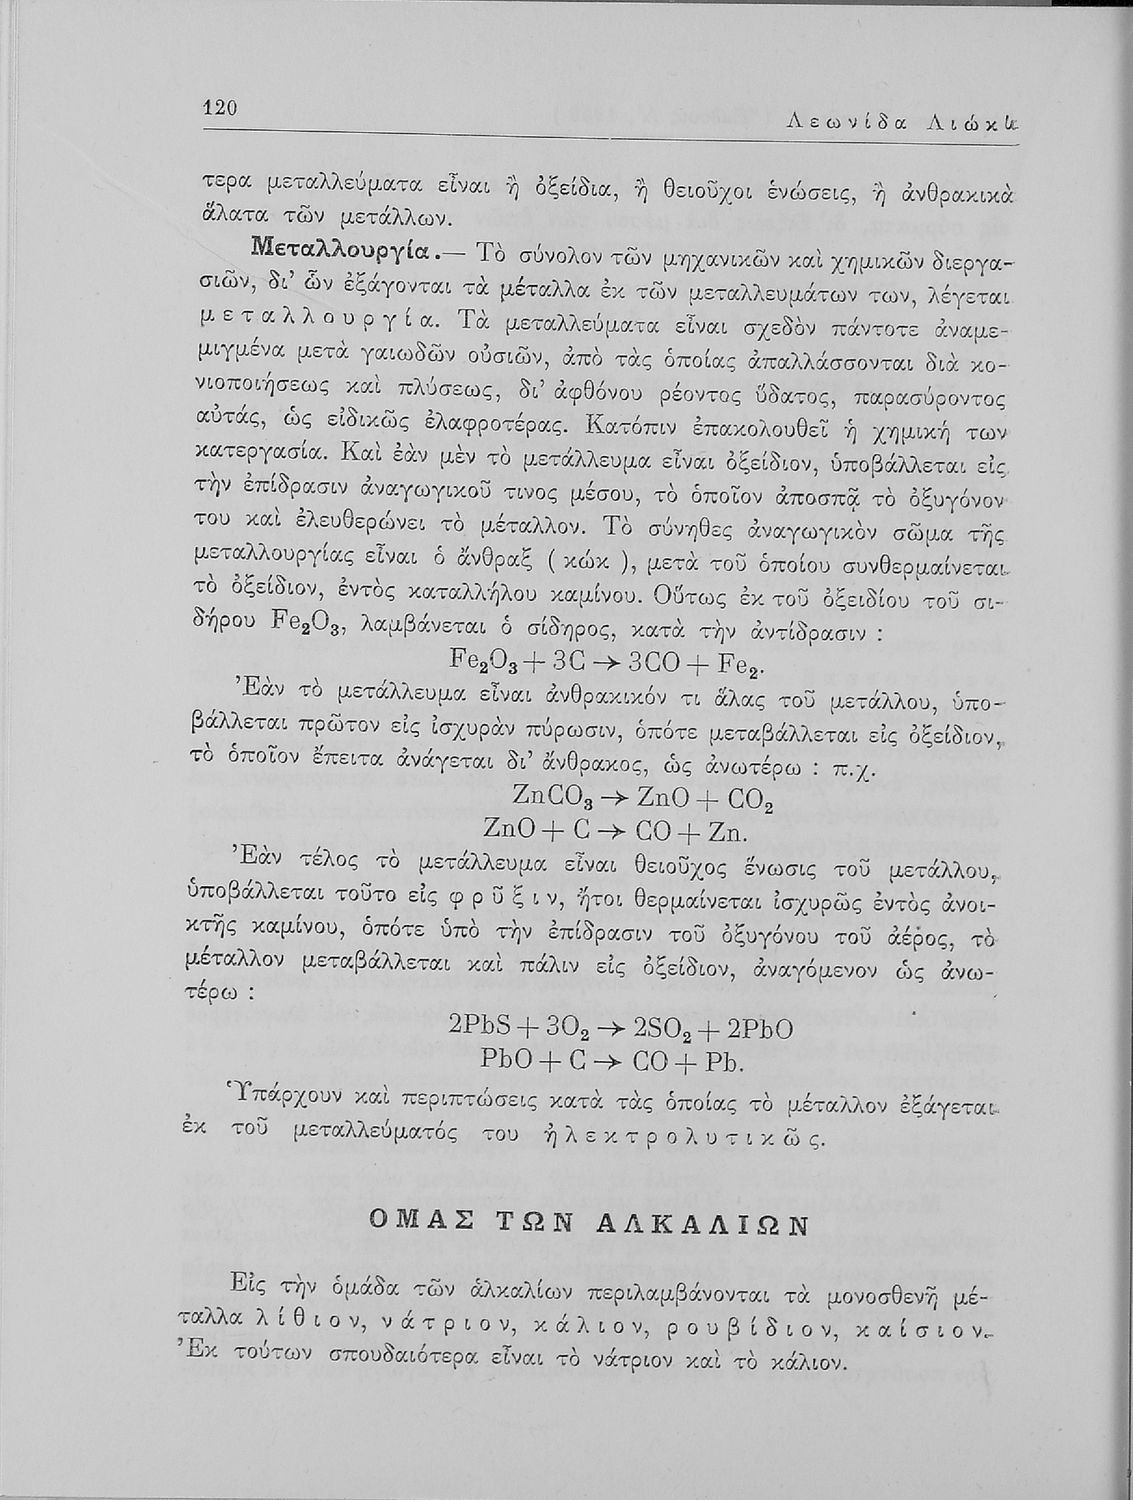 120
Λεωνίδα Λιώκη
τερα μεταλλεύματα εἶναι ἢ ὀξείδια, ἢ θειοῦχοι ἑνώσεις, ἢ ἀνθρακικὰ
ἅλατα τῶν μετάλλων.
Μεταλλουργία.— Τὸ σύνολον τῶν μηχανικῶν καὶ χημικῶν διεργα-
σιῶν, δι’ ὧν ἐξάγονται τὰ μέταλλα ἐκ τῶν μεταλλευμάτων των, λέγεται
μεταλλουργία. Τὰ μεταλλεύματα εἶναι σχεδὸν πάντοτε ἀναμε-
μιγμένα μετὰ γαιωδῶν οὐσιῶν, ἀπὸ τὰς ὁποίας ἀπαλλάσσονται διὰ κο-
νιοποιήσεως καὶ πλύσεως, δι’ ἀφθόνου ρέοντος ὕδατος, παρασύροντος
αὐτάς, ὡς εἰδικῶς ἐλαφροτέρας. Κατόπιν ἐπακολουθεῖ ἡ χημική των
κατεργασία. Καὶ ἐὰν μὲν τὸ μετάλλευμα εἶναι ὀξείδιον, ὑποβάλλεται εἰς
τὴν ἐπίδρασιν ἀναγωγικοῦ τινος μέσου, τὸ ὁποῖον ἀποσπᾷ τὸ ὀξυγόνον
του καὶ ἐλευθερώνει τὸ μέταλλον. Τὸ σύνηθες ἀναγωγικὸν σῶμα τῆς
μεταλλουργίας εἶναι ὁ ἄνθραξ ( κώκ ), μετὰ τοῦ ὁποίου συνθερμαίνεται
τὸ ὀξείδιον, ἐντὸς καταλλήλου καμίνου. Οὕτως ἐκ τοῦ ὀξειδίου τοῦ σι-
δήρου Fe₂O₃, λαμβάνεται ὁ σίδηρος, κατὰ τὴν ἀντίδρασιν :
Fe₂O₃ + 3C → 3CO + Fe₂.
Ἐὰν τὸ μετάλλευμα εἶναι ἀνθρακικόν τι ἅλας τοῦ μετάλλου, ὑπο-
βάλλεται πρῶτον εἰς ἰσχυρὰν πύρωσιν, ὁπότε μεταβάλλεται εἰς ὀξείδιον,
τὸ ὁποῖον ἔπειτα ἀνάγεται δι’ ἄνθρακος, ὡς ἀνωτέρω : π.χ.
ZnCO₃ → ZnO + CO₂
ZnO + C → CO + Zn.
Ἐὰν τέλος τὸ μετάλλευμα εἶναι θειοῦχος ἕνωσις τοῦ μετάλλου,
ὑποβάλλεται τοῦτο εἰς φρῦξιν, ἤτοι θερμαίνεται ἰσχυρῶς ἐντὸς ἀνοι-
κτῆς καμίνου, ὁπότε ὑπὸ τὴν ἐπίδρασιν τοῦ ὀξυγόνου τοῦ ἀέρος, τὸ
μέταλλον μεταβάλλεται καὶ πάλιν εἰς ὀξείδιον, ἀναγόμενον ὡς ἀνω-
τέρω :
2PbS + 3O₂ → 2SO₂ + 2PbO
PbO + C → CO + Pb.
Ὑπάρχουν καὶ περιπτώσεις κατὰ τὰς ὁποίας τὸ μέταλλον ἐξάγεται
ἐκ τοῦ μεταλλεύματός του ἠλεκτρολυτικῶς.
ΟΜΑΣ ΤΩΝ ΑΛΚΑΛΙΩΝ
Εἰς τὴν ὁμάδα τῶν ἀλκαλίων περιλαμβάνονται τὰ μονοσθενῆ μέ-
ταλλα λίθιον, νάτριον, κάλιον, ρουβίδιον, καίσιον.
Ἐκ τούτων σπουδαιότερα εἶναι τὸ νάτριον καὶ τὸ κάλιον.